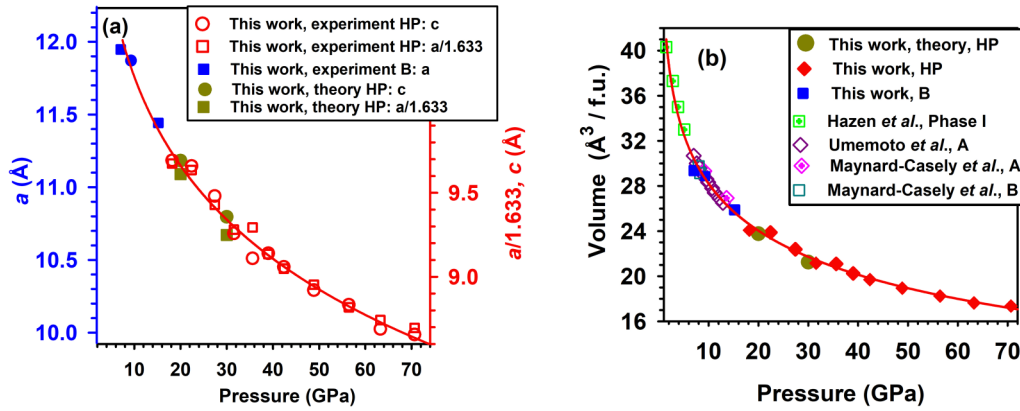 (a)
This work, experiment HP: c
This work, experiment HP: a/1.633
This work, experiment B: a
This work, theory HP: c
This work, theory HP: a/1.633
12.0
11.5
11.0
10.5
10.0
a (Å)
9.5
9.0
a/1.633, c (Å)
10 20 30 40 50 60 70
Pressure (GPa)
(b)
This work, theory, HP
This work, HP
This work, B
Hazen et al., Phase I
Umemoto et al., A
Maynard-Casely et al., A
Maynard-Casely et al., B
40
36
32
28
24
20
16
Volume (Å³ / f.u.)
10 20 30 40 50 60 70
Pressure (GPa)